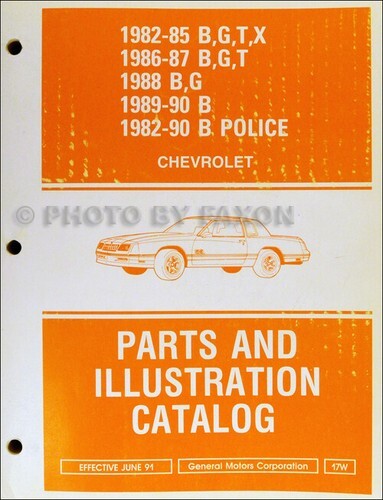 1982-85 B,G,T,X
1986-87 B,G,T
1988 B,G
1989-90 B
1982-90 B POLICE
CHEVROLET
© PHOTO BY FAXON
PARTS AND
ILLUSTRATION
CATALOG
EFFECTIVE JUNE 91 General Motors Corporation 17W